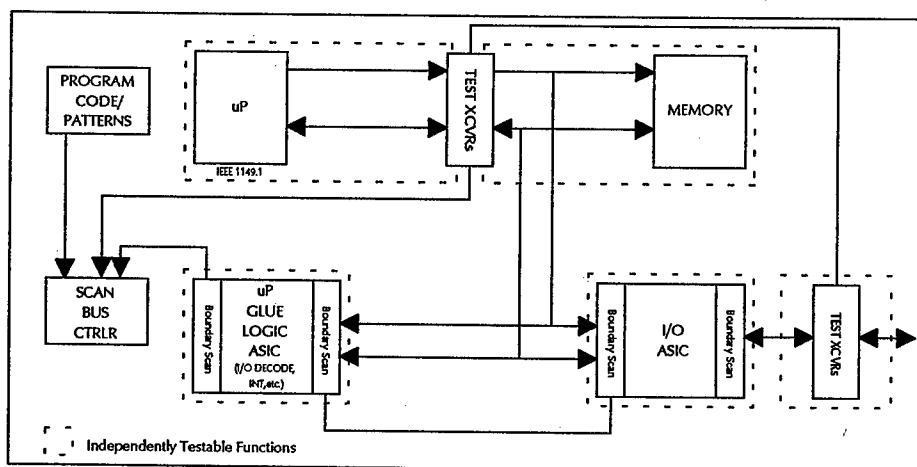 PROGRAM
CODE/
PATTERNS
uP
IEEE 1149.1
TEST XCVRs
MEMORY
SCAN
BUS
CTRLR
Boundary Scan
uP
GLUE
LOGIC
ASIC
(I/O DECODE,
INT,etc.)
Boundary Scan
Boundary Scan
I/O
ASIC
Boundary Scan
TEST XCVRs
Independently Testable Functions